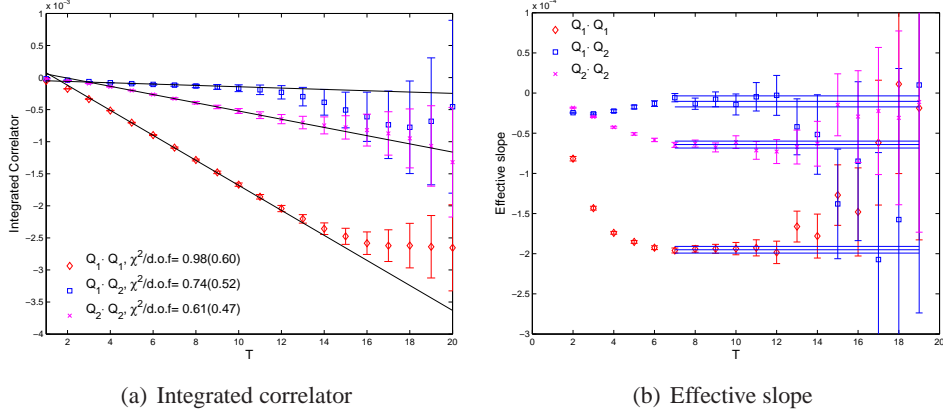 x 10⁻³
1
0.5
0
−0.5
−1
−1.5
−2
−2.5
−3
−3.5
−4
Integrated Correlator
Q₁· Q₁, χ²/d.o.f= 0.98(0.60)
Q₁· Q₂, χ²/d.o.f= 0.74(0.52)
Q₂· Q₂, χ²/d.o.f= 0.61(0.47)
2 4 6 8 10 12 14 16 18 20
T
(a) Integrated correlator
x 10⁻⁴
1
0.5
0
−0.5
−1
−1.5
−2
−2.5
−3
Effective slope
Q₁· Q₁
Q₁· Q₂
Q₂· Q₂
0 2 4 6 8 10 12 14 16 18 20
T
(b) Effective slope